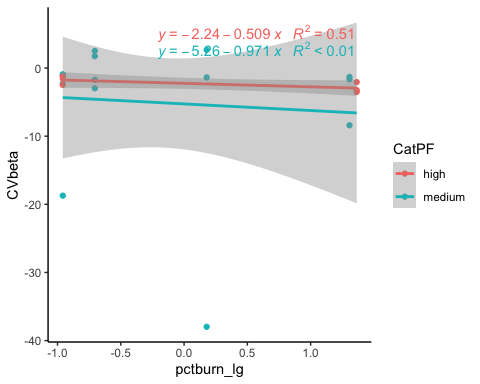 y = −2.24 − 0.509 x  R² = 0.51
y = −5.26 − 0.971 x  R² < 0.01
0
-10
-20
-30
-40
CVbeta
-1.0 -0.5 0.0 0.5 1.0
pctburn_lg
CatPF
high
medium